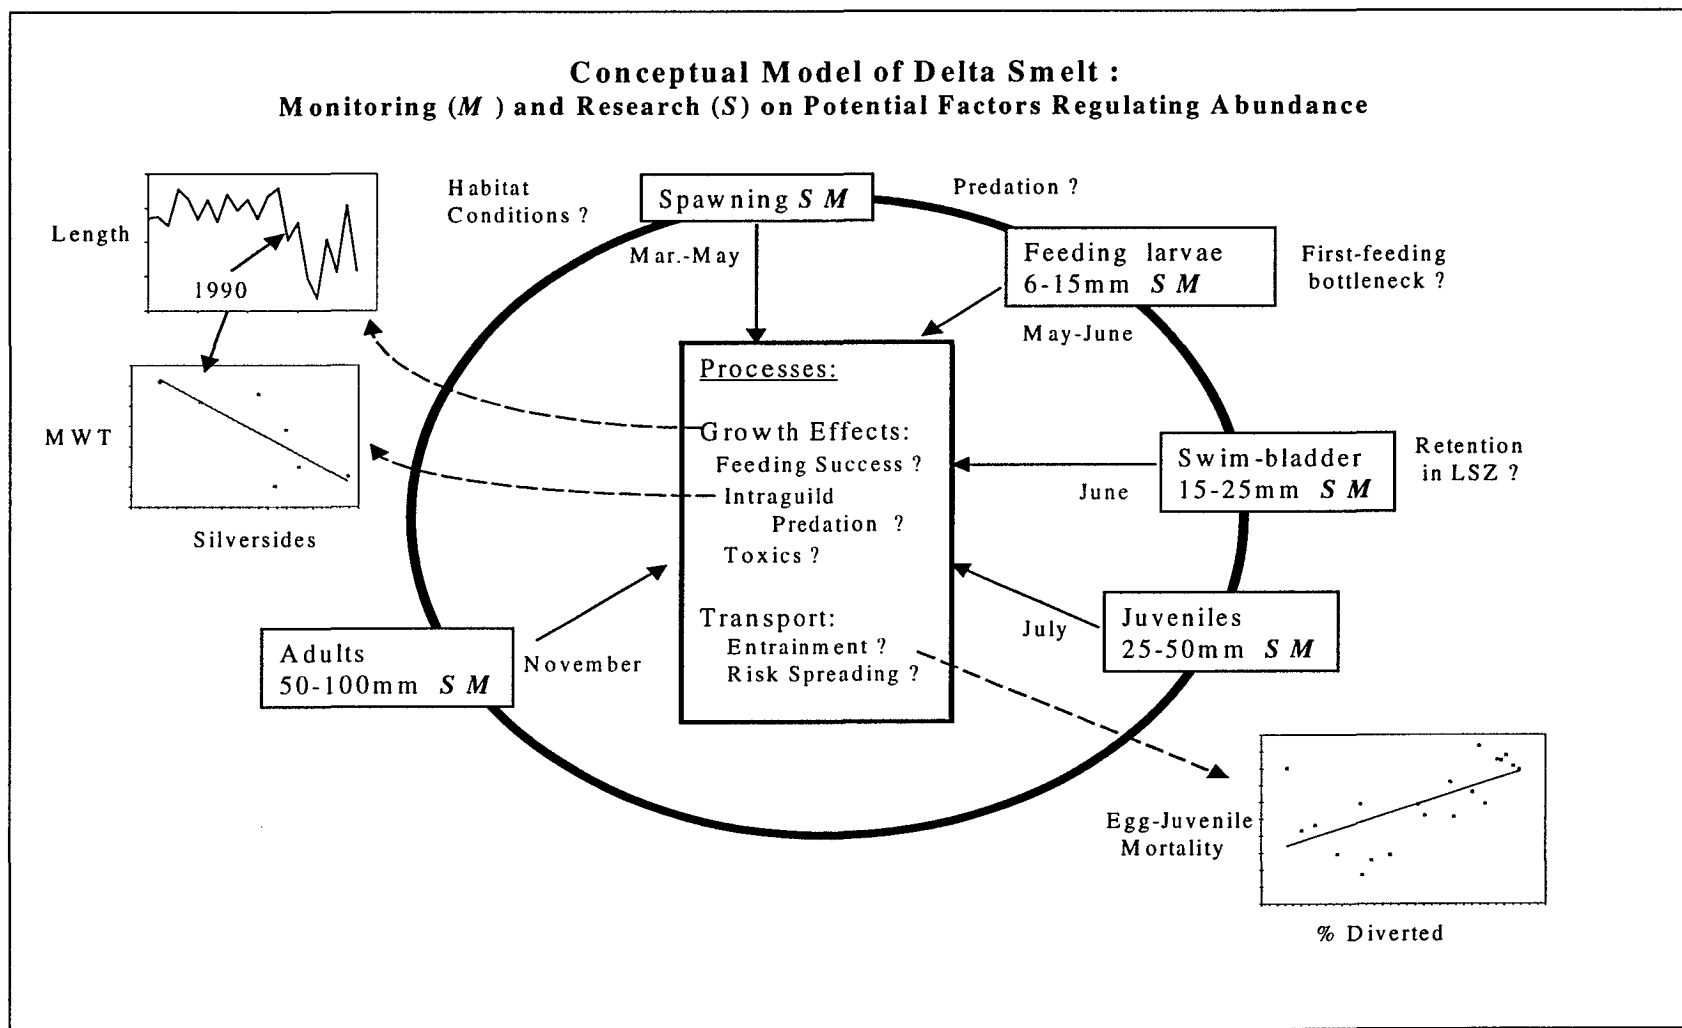 Conceptual Model of Delta Smelt :
Monitoring (M ) and Research (S) on Potential Factors Regulating Abundance
Length
1990
MWT
Silversides
Habitat
Conditions ?
Spawning S M
Mar.-May
Predation ?
Feeding larvae
6-15mm S M
May-June
First-feeding
bottleneck ?
Swim-bladder
15-25mm S M
June
Retention
in LSZ ?
Juveniles
25-50mm S M
July
Adults
50-100mm S M
November
Processes:
Growth Effects:
Feeding Success ?
Intraguild
Predation ?
Toxics ?
Transport:
Entrainment ?
Risk Spreading ?
Egg-Juvenile
Mortality
% Diverted